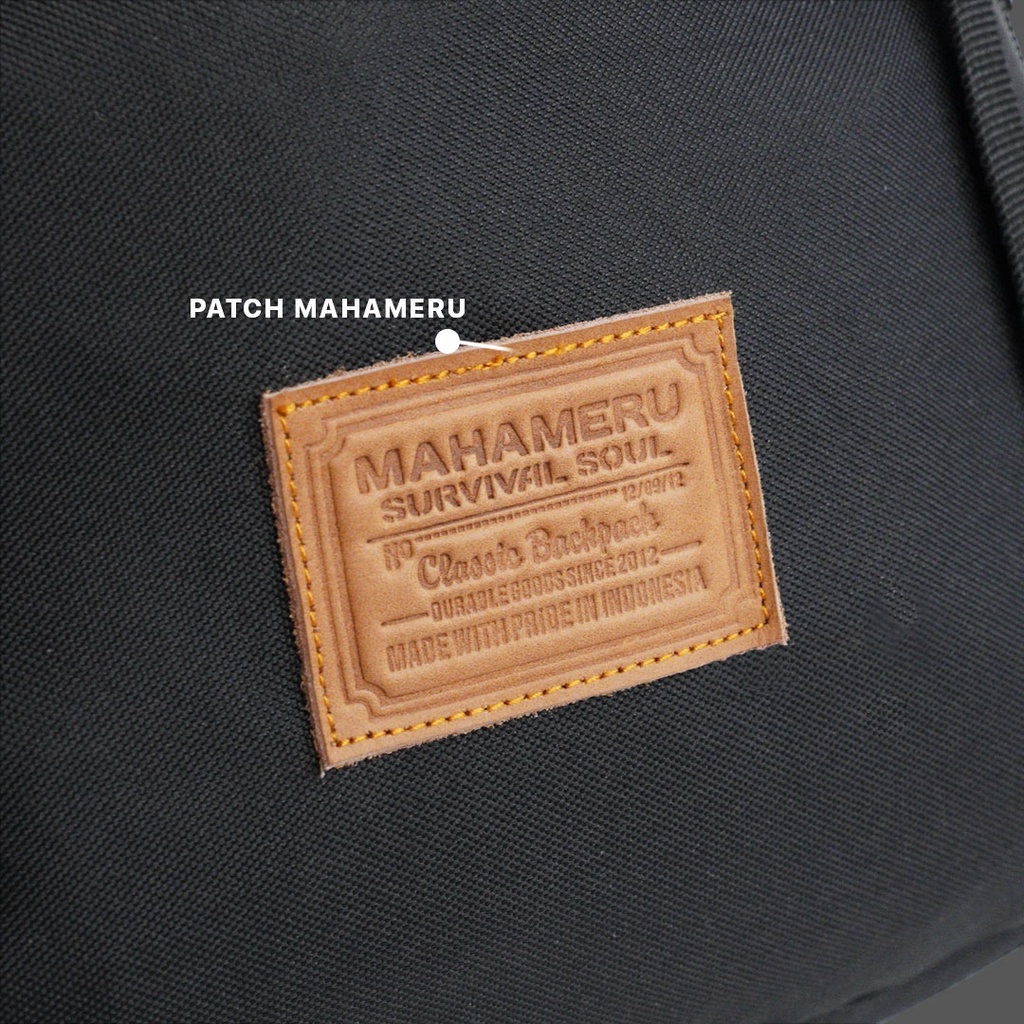 PATCH MAHAMERU
MAHAMERU
SURVIVAL SOUL
12/09/12
No
Classic Backpack
DURABLE GOODS SINCE 2012
MADE WITH PRIDE IN INDONESIA